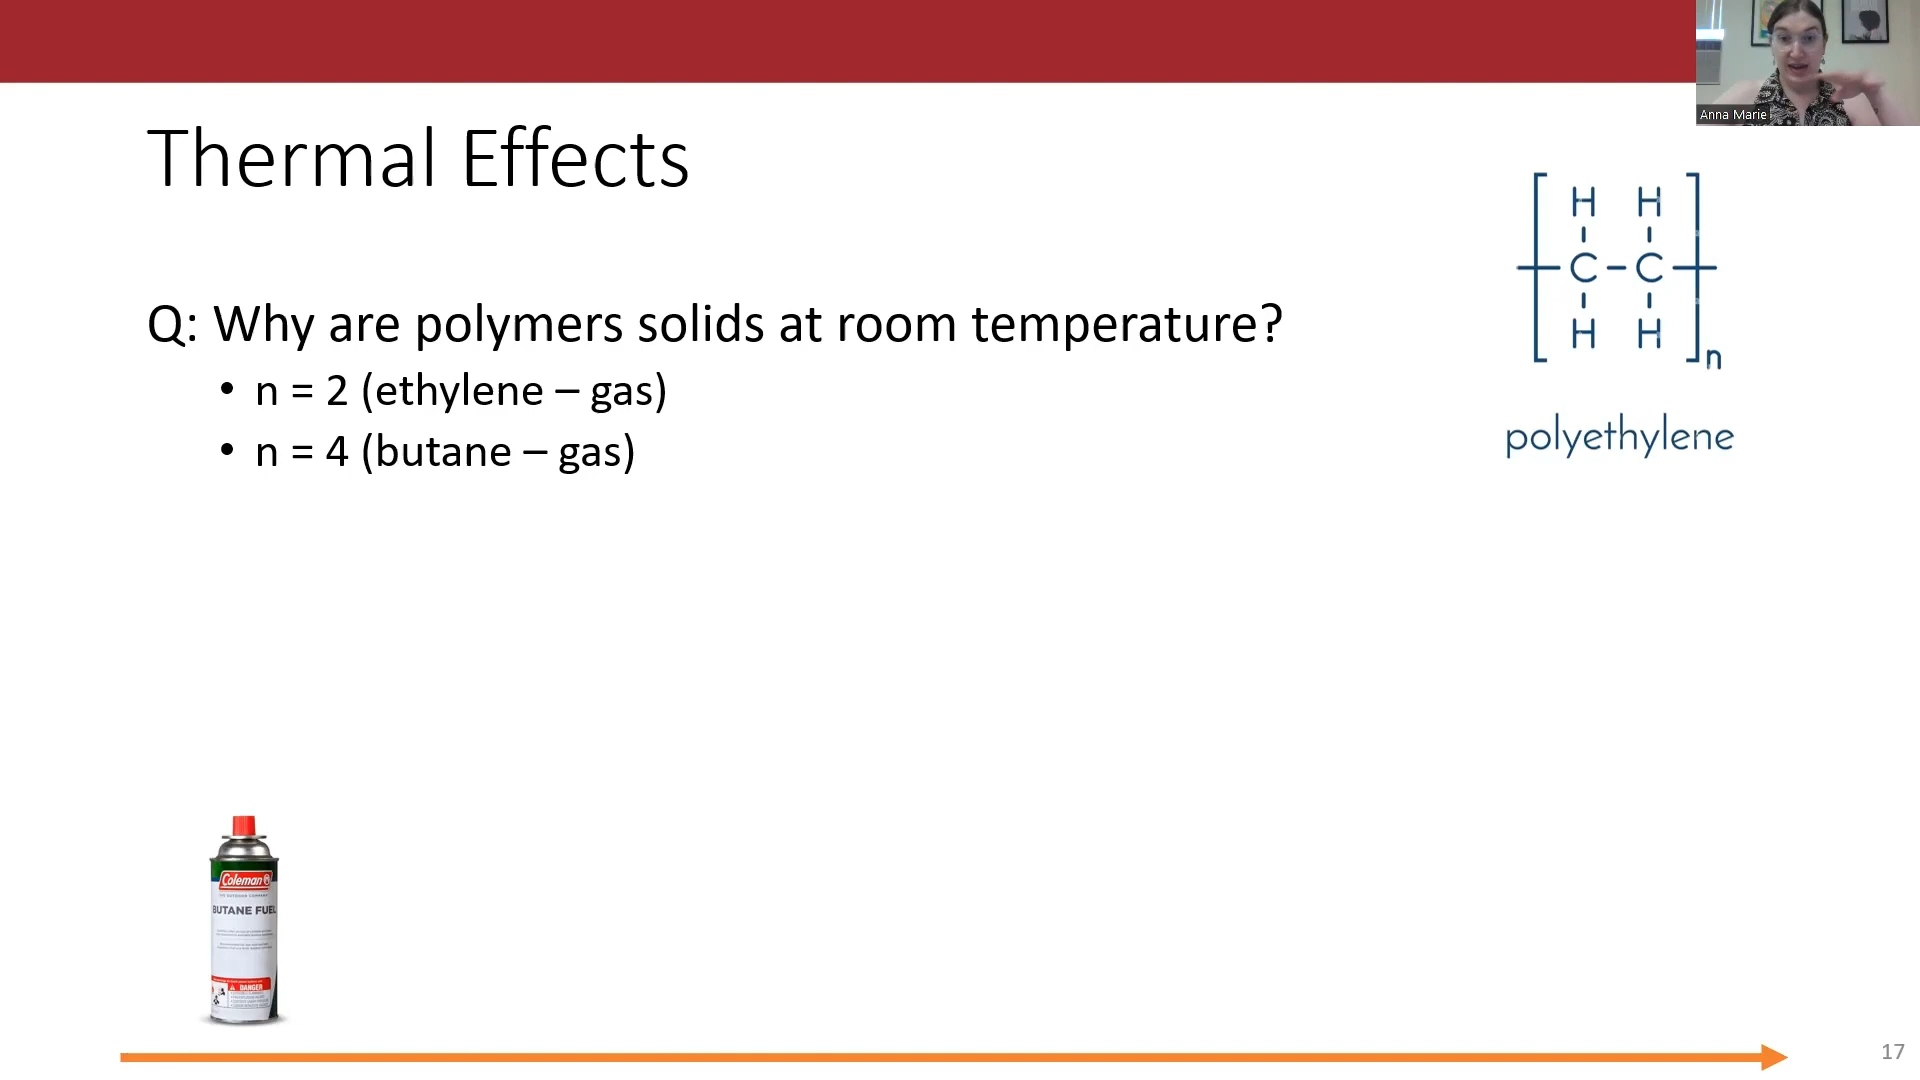 Anna Marie
Thermal Effects
Q: Why are polymers solids at room temperature?
• n = 2 (ethylene – gas)
• n = 4 (butane – gas)
H H
C C
H H
n
polyethylene
Coleman
BUTANE FUEL
DANGER
17